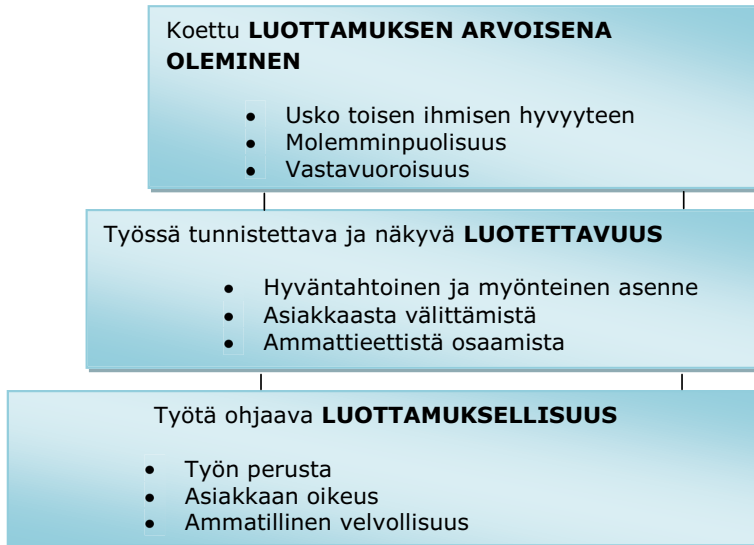 Koettu LUOTTAMUKSEN ARVOISENA
OLEMINEN
• Usko toisen ihmisen hyvyyteen
• Molemminpuolisuus
• Vastavuoroisuus
Työssä tunnistettava ja näkyvä LUOTETTAVUUS
• Hyväntahtoinen ja myönteinen asenne
• Asiakkaasta välittämistä
• Ammattieettistä osaamista
Työtä ohjaava LUOTTAMUKSELLISUUS
• Työn perusta
• Asiakkaan oikeus
• Ammatillinen velvollisuus